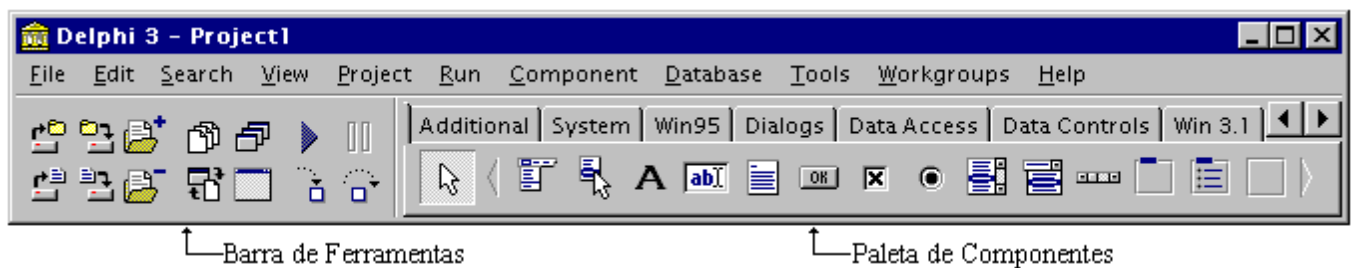 Delphi 3 - Project1
File Edit Search View Project Run Component Database Tools Workgroups Help
Additional System Win95 Dialogs Data Access Data Controls Win 3.1
A ab OK
Barra de Ferramentas Paleta de Componentes